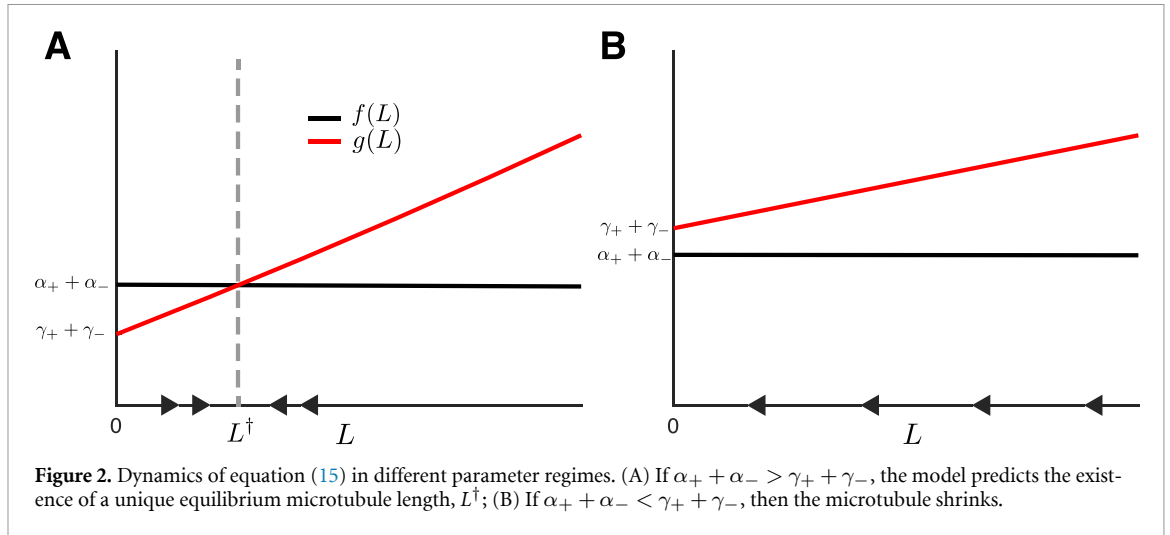 A
B
f(L)
g(L)
α₊ + α₋
γ₊ + γ₋
0
L†
L
γ₊ + γ₋
α₊ + α₋
0
L
Figure 2. Dynamics of equation (15) in different parameter regimes. (A) If α₊ + α₋ > γ₊ + γ₋, the model predicts the exist-
ence of a unique equilibrium microtubule length, L†; (B) If α₊ + α₋ < γ₊ + γ₋, then the microtubule shrinks.